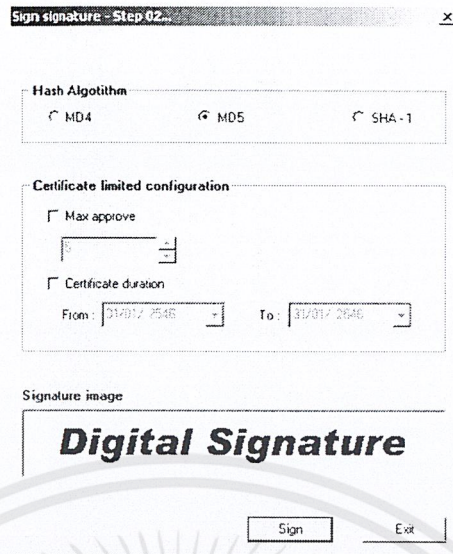 Sign signature - Step 02...
Hash Algotithm
MD4 MD5 SHA - 1
Certificate limited configuration
Max approve
5
Certificate duration
From : 31/01/ 2546 To : 31/01/ 2646
Signature image
Digital Signature
Sign Exit